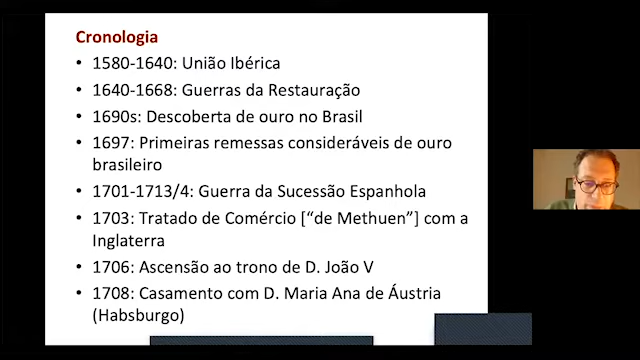 Cronologia
• 1580-1640: União Ibérica
• 1640-1668: Guerras da Restauração
• 1690s: Descoberta de ouro no Brasil
• 1697: Primeiras remessas consideráveis de ouro
brasileiro
• 1701-1713/4: Guerra da Sucessão Espanhola
• 1703: Tratado de Comércio [“de Methuen”] com a
Inglaterra
• 1706: Ascensão ao trono de D. João V
• 1708: Casamento com D. Maria Ana de Áustria
(Habsburgo)